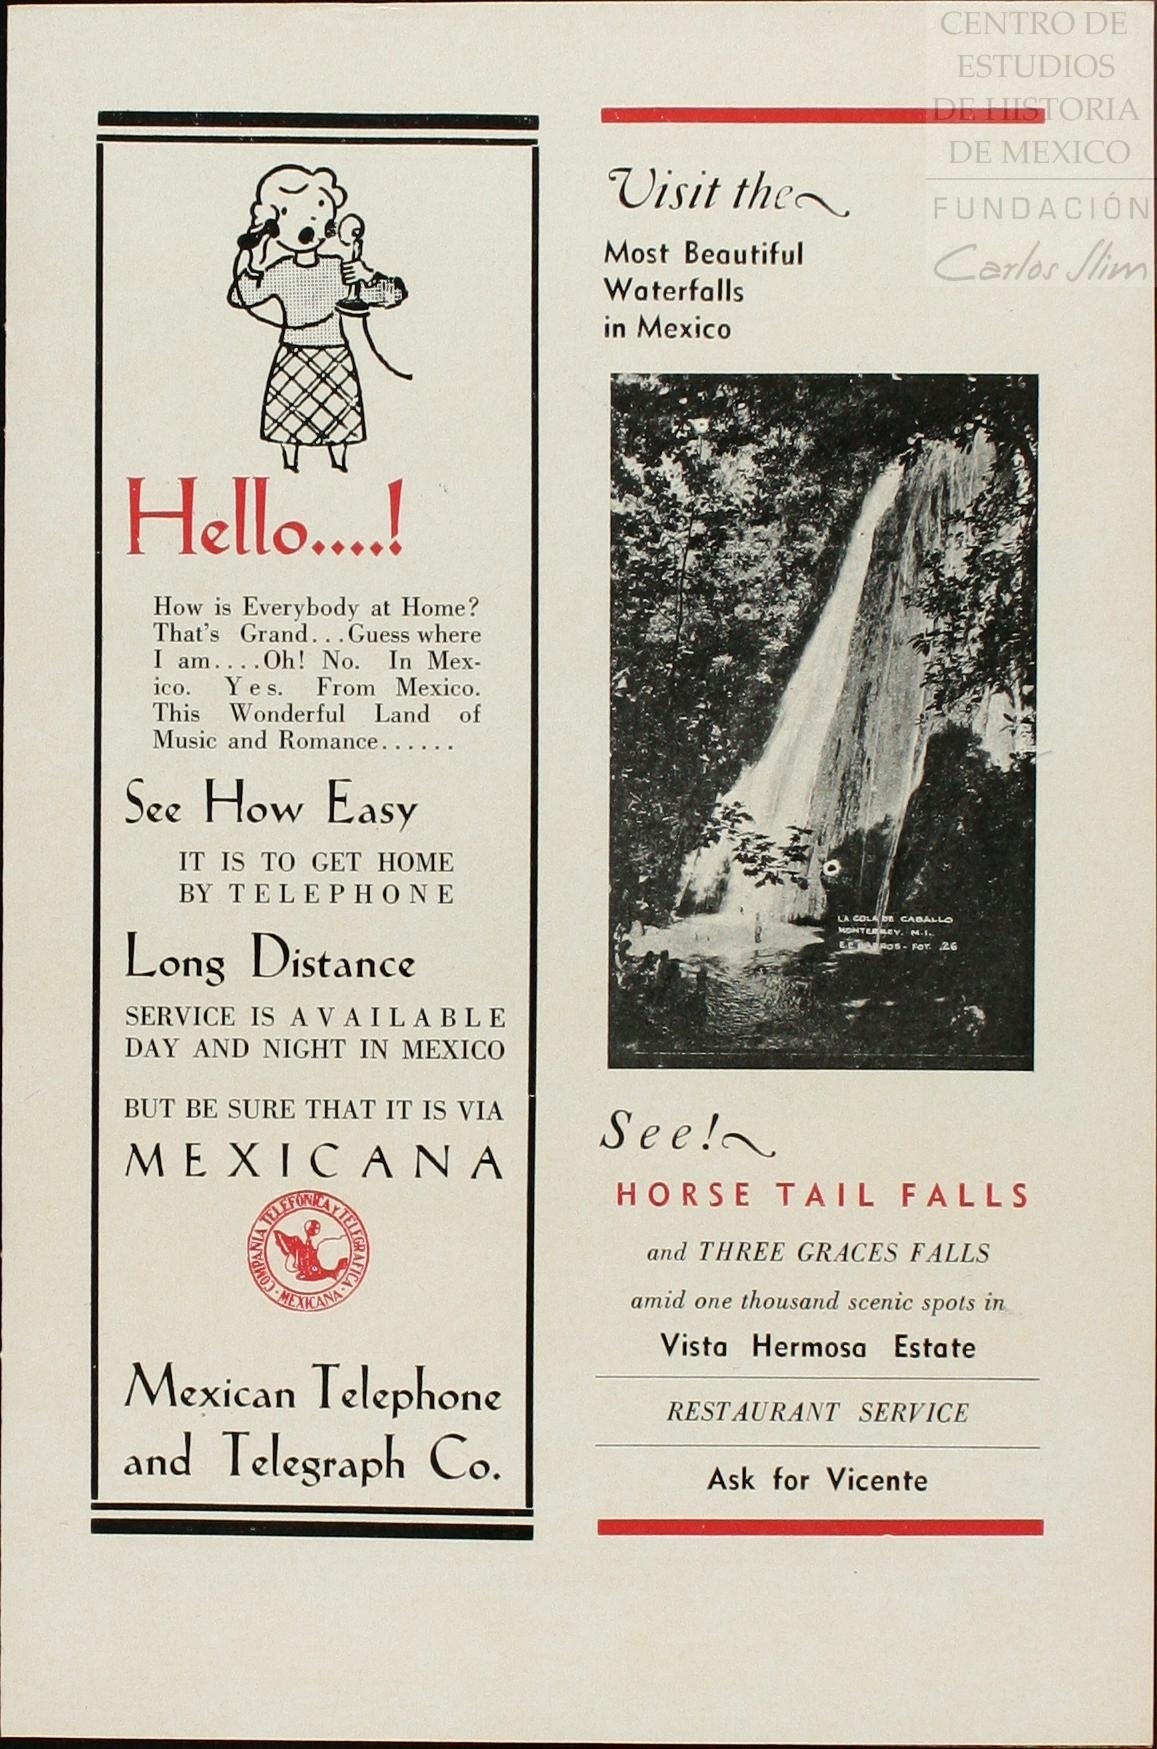 CENTRO DE
ESTUDIOS
DE HISTORIA
DE MEXICO
FUNDACIÓN
Carlos Slim
Hello....!
How is Everybody at Home?
That's Grand...Guess where
I am....Oh! No. In Mex-
ico. Yes. From Mexico.
This Wonderful Land of
Music and Romance......
See How Easy
IT IS TO GET HOME
BY TELEPHONE
Long Distance
SERVICE IS AVAILABLE
DAY AND NIGHT IN MEXICO
BUT BE SURE THAT IT IS VIA
MEXICANA
COMPAÑIA TELEFONICA Y TELEGRAFICA
MEXICANA
Mexican Telephone
and Telegraph Co.
Visit the
Most Beautiful
Waterfalls
in Mexico
LA COLA DE CABALLO
MONTERREY. N.L.
FOT. 26
See!
HORSE TAIL FALLS
and THREE GRACES FALLS
amid one thousand scenic spots in
Vista Hermosa Estate
RESTAURANT SERVICE
Ask for Vicente